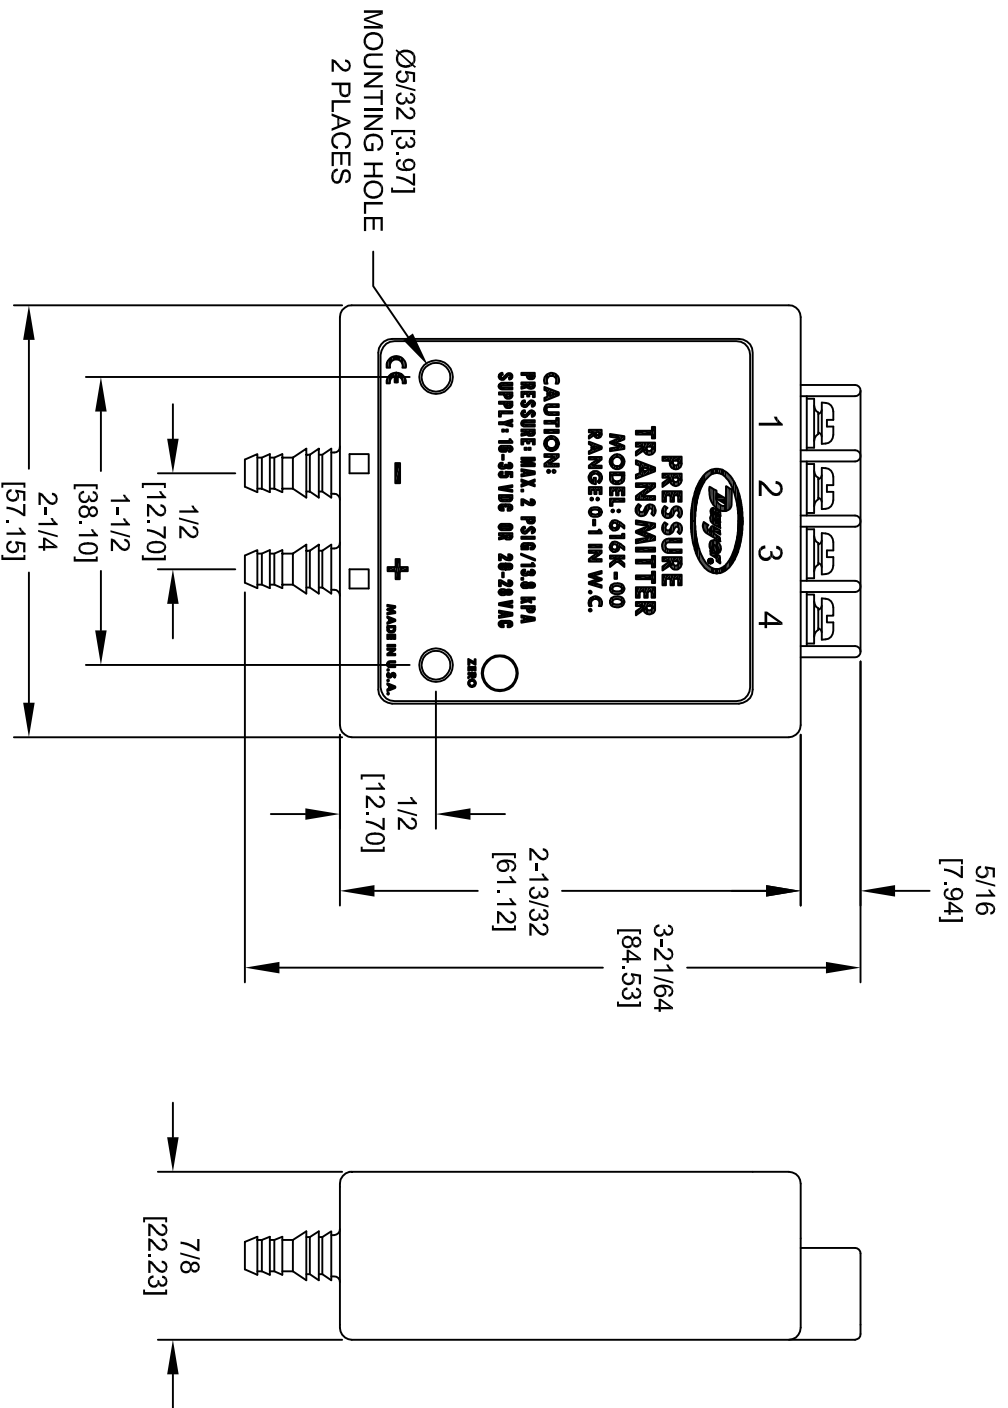 Ø5/32 [3.97]
MOUNTING HOLE
2 PLACES
1 2 3 4
Dwyer®
PRESSURE
TRANSMITTER
MODEL: 616K-00
RANGE: 0-1 IN W.C.
CAUTION:
PRESSURE: MAX. 2 PSIG/13.8 kPA
SUPPLY: 16-35 VDC OR 20-28 VAC
ZERO
CE
- +
MADE IN U.S.A.
1/2
[12.70]
1-1/2
[38.10]
2-1/4
[57.15]
1/2
[12.70]
2-13/32
[61.12]
3-21/64
[84.53]
5/16
[7.94]
7/8
[22.23]